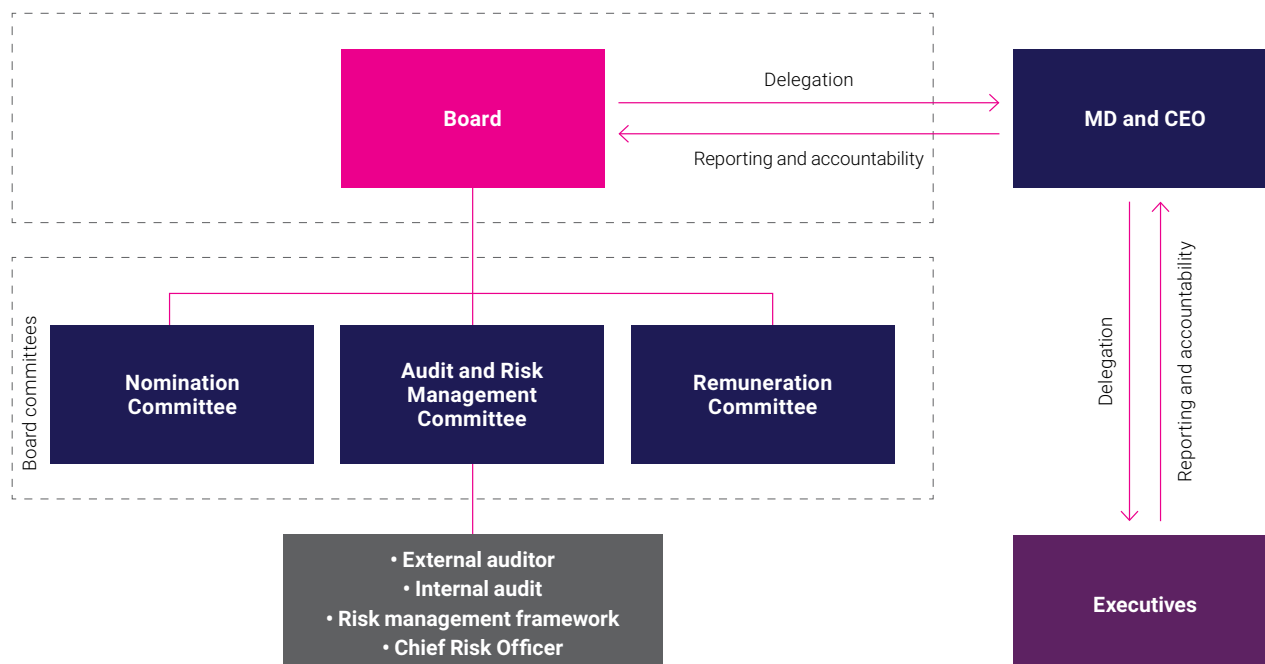 Board
Delegation
Reporting and accountability
MD and CEO
Board committees
Nomination
Committee
Audit and Risk
Management
Committee
Remuneration
Committee
Delegation
Reporting and accountability
• External auditor
• Internal audit
• Risk management framework
• Chief Risk Officer
Executives